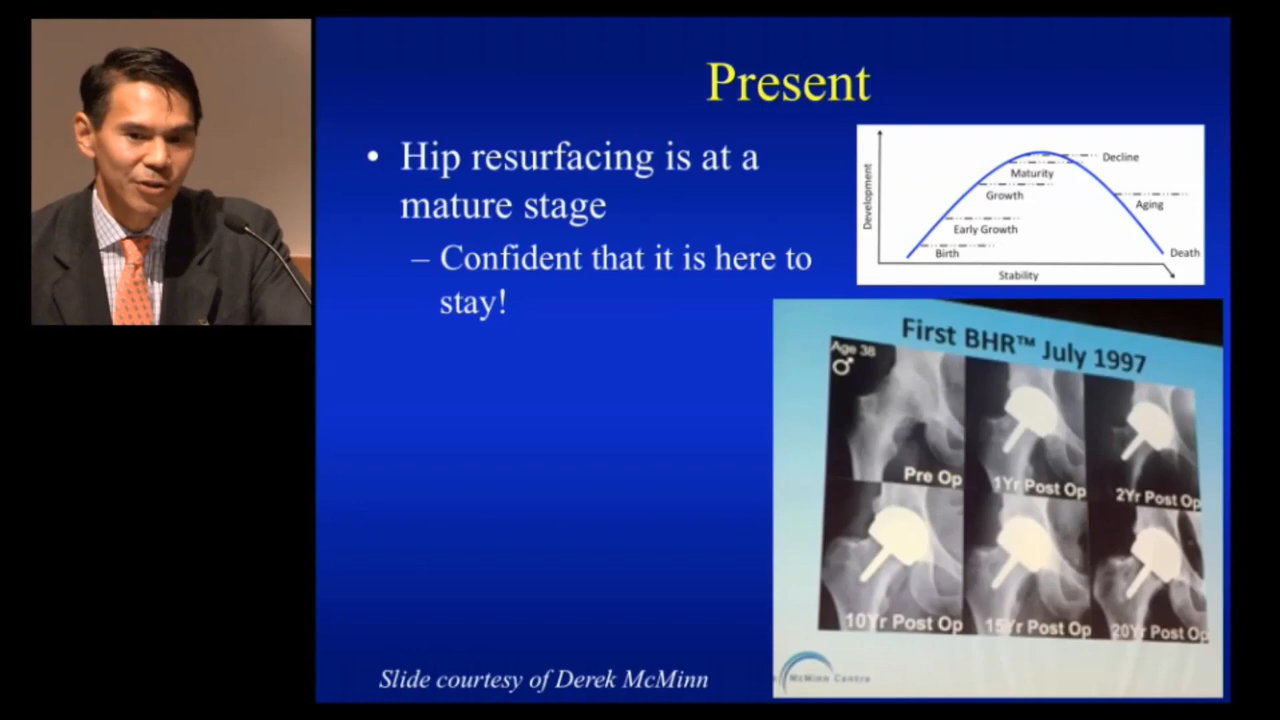 Present
• Hip resurfacing is at a
mature stage
– Confident that it is here to
stay!
Development
Decline
Maturity
Growth
Aging
Early Growth
Birth
Death
Stability
First BHR™ July 1997
Age 38
♂
Pre Op
1Yr Post Op
2Yr Post Op
10Yr Post Op
15Yr Post Op
20Yr Post Op
McMinn Centre
Slide courtesy of Derek McMinn